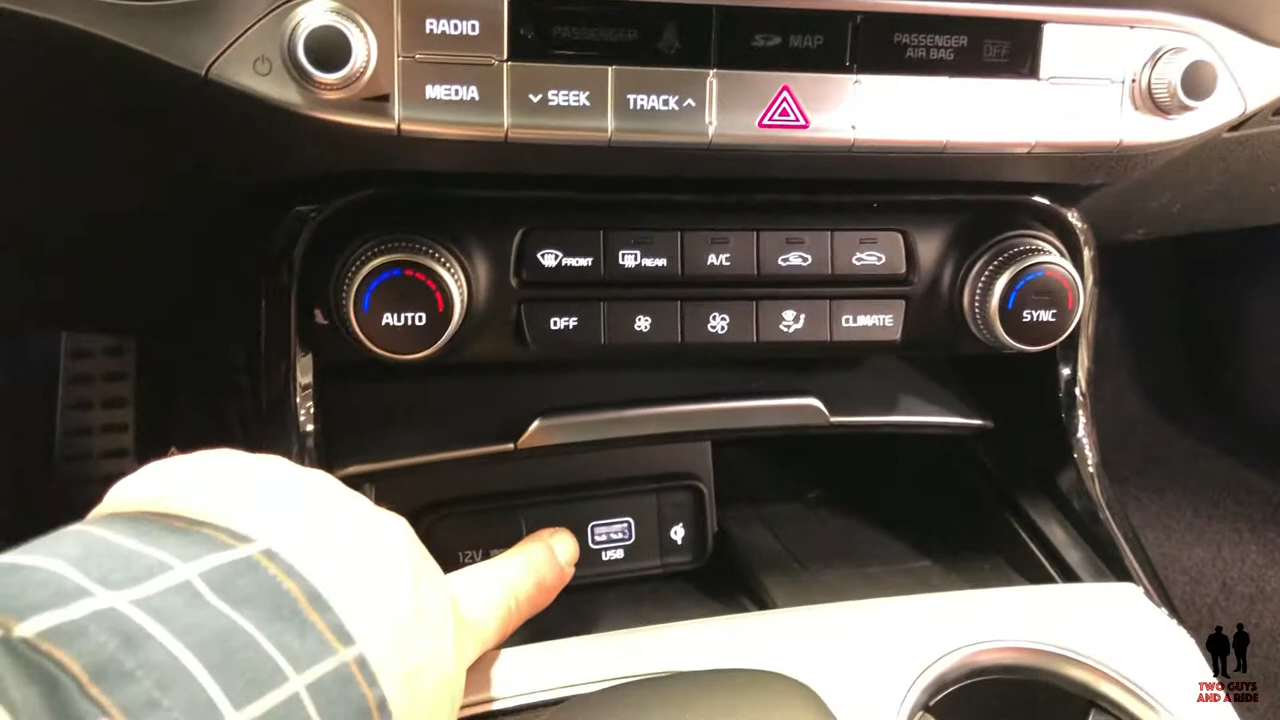 RADIO
PASSENGER
MAP
PASSENGER
AIR BAG OFF
MEDIA
SEEK
TRACK
FRONT
REAR
A/C
AUTO
OFF
CLIMATE
SYNC
12V
USB
TWO GUYS
AND A RIDE